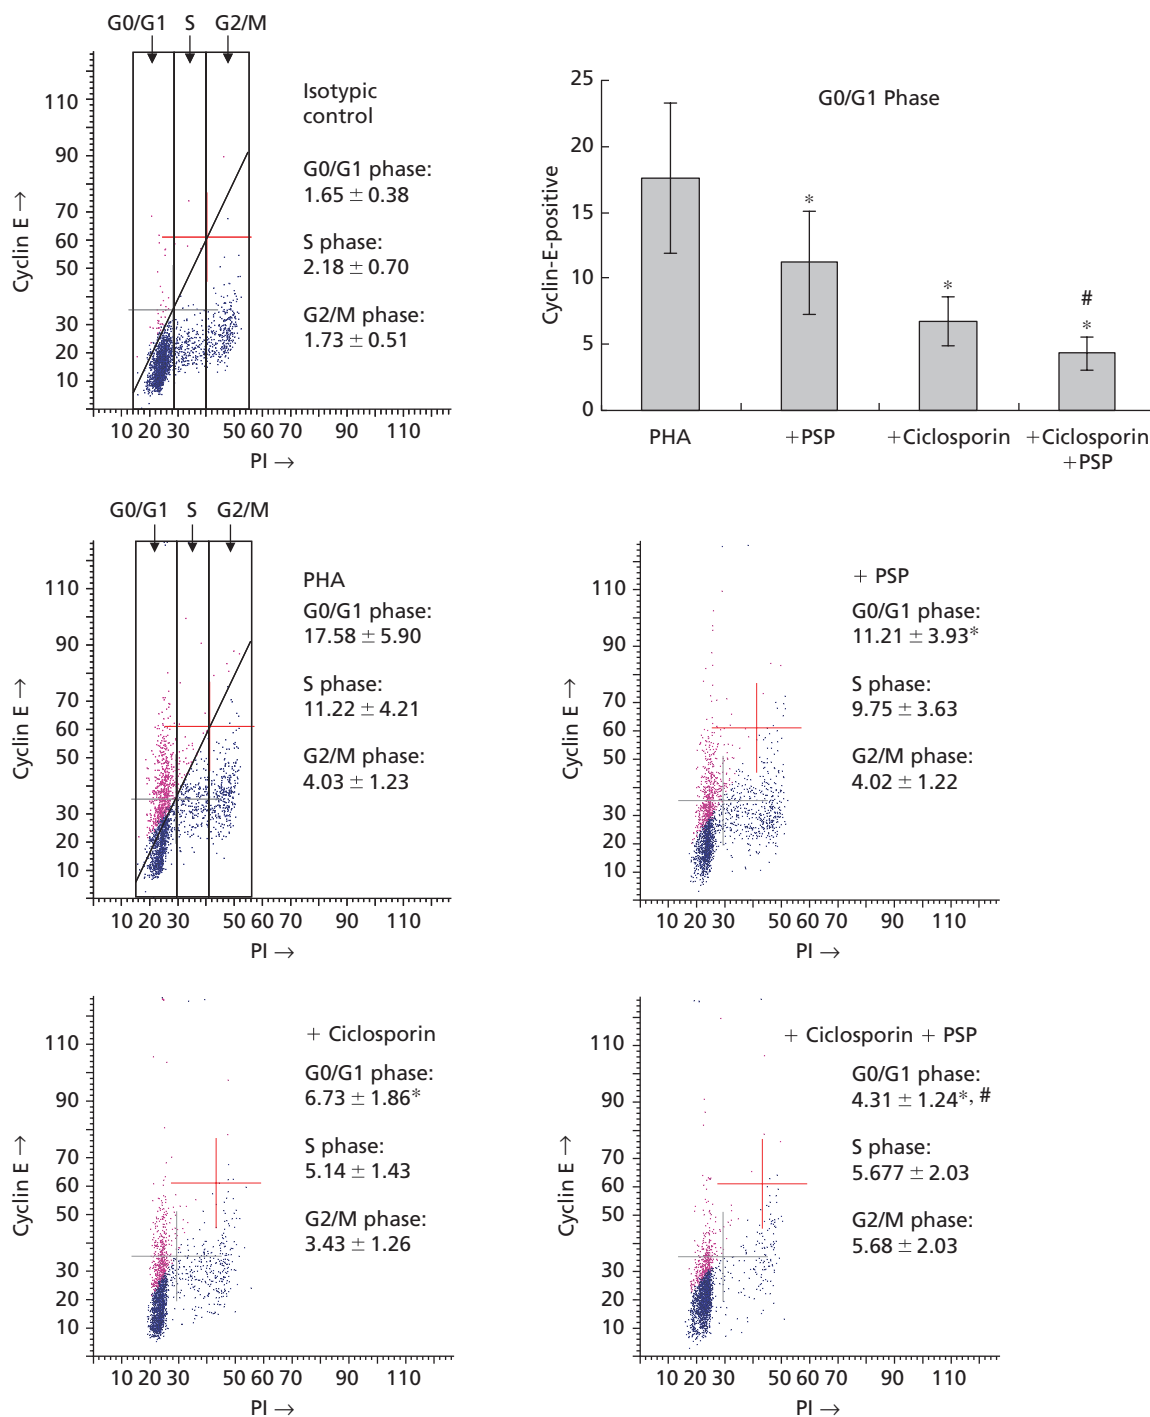 G0/G1 S G2/M
110
90
70
60
50
30
20
10
Cyclin E →
10 20 30 50 60 70 90 110
PI →
Isotypic
control
G0/G1 phase:
1.65 ± 0.38
S phase:
2.18 ± 0.70
G2/M phase:
1.73 ± 0.51
G0/G1 Phase
25
20
15
10
5
0
Cyclin-E-positive
*
*
#
*
PHA +PSP +Ciclosporin +Ciclosporin
+PSP
G0/G1 S G2/M
110
90
70
60
50
30
20
10
Cyclin E →
10 20 30 50 60 70 90 110
PI →
PHA
G0/G1 phase:
17.58 ± 5.90
S phase:
11.22 ± 4.21
G2/M phase:
4.03 ± 1.23
110
90
70
60
50
30
20
10
Cyclin E →
10 20 30 50 60 70 90 110
PI →
+ PSP
G0/G1 phase:
11.21 ± 3.93*
S phase:
9.75 ± 3.63
G2/M phase:
4.02 ± 1.22
110
90
70
60
50
30
20
10
Cyclin E →
10 20 30 50 60 70 90 110
PI →
+ Ciclosporin
G0/G1 phase:
6.73 ± 1.86*
S phase:
5.14 ± 1.43
G2/M phase:
3.43 ± 1.26
110
90
70
60
50
30
20
10
Cyclin E →
10 20 30 50 60 70 90 110
PI →
+ Ciclosporin + PSP
G0/G1 phase:
4.31 ± 1.24*, #
S phase:
5.677 ± 2.03
G2/M phase:
5.68 ± 2.03